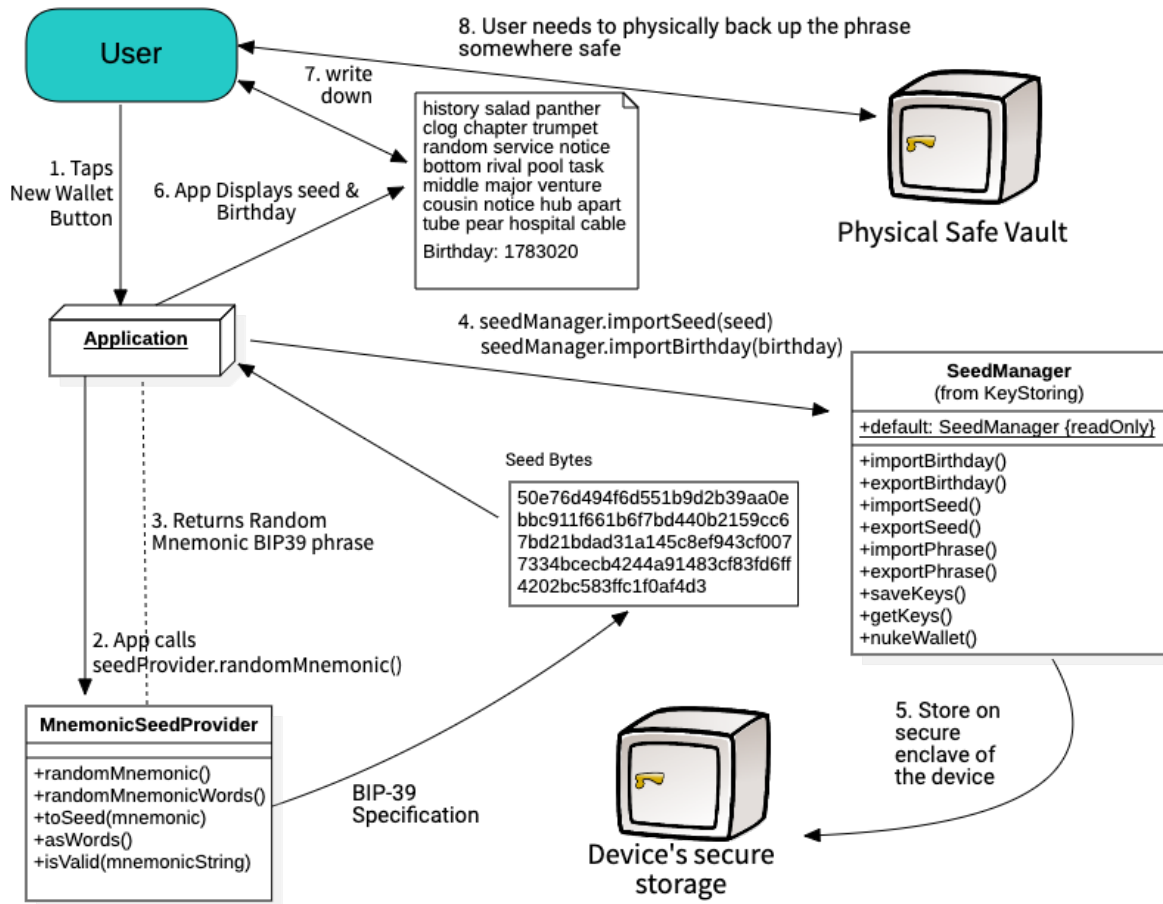 User
8. User needs to physically back up the phrase
somewhere safe
7. write
down
history salad panther
clog chapter trumpet
random service notice
bottom rival pool task
middle major venture
cousin notice hub apart
tube pear hospital cable
Birthday: 1783020
Physical Safe Vault
1. Taps
New Wallet
Button
6. App Displays seed &
Birthday
Application
4. seedManager.importSeed(seed)
seedManager.importBirthday(birthday)
SeedManager
(from KeyStoring)
+default: SeedManager {readOnly}
+importBirthday()
+exportBirthday()
+importSeed()
+exportSeed()
+importPhrase()
+exportPhrase()
+saveKeys()
+getKeys()
+nukeWallet()
Seed Bytes
50e76d494f6d551b9d2b39aa0e
bbc911f661b6f7bd440b2159cc6
7bd21bdad31a145c8ef943cf007
7334bcecb4244a91483cf83fd6ff
4202bc583ffc1f0af4d3
3. Returns Random
Mnemonic BIP39 phrase
2. App calls
seedProvider.randomMnemonic()
MnemonicSeedProvider
+randomMnemonic()
+randomMnemonicWords()
+toSeed(mnemonic)
+asWords()
+isValid(mnemonicString)
BIP-39
Specification
5. Store on
secure
enclave of
the device
Device's secure
storage